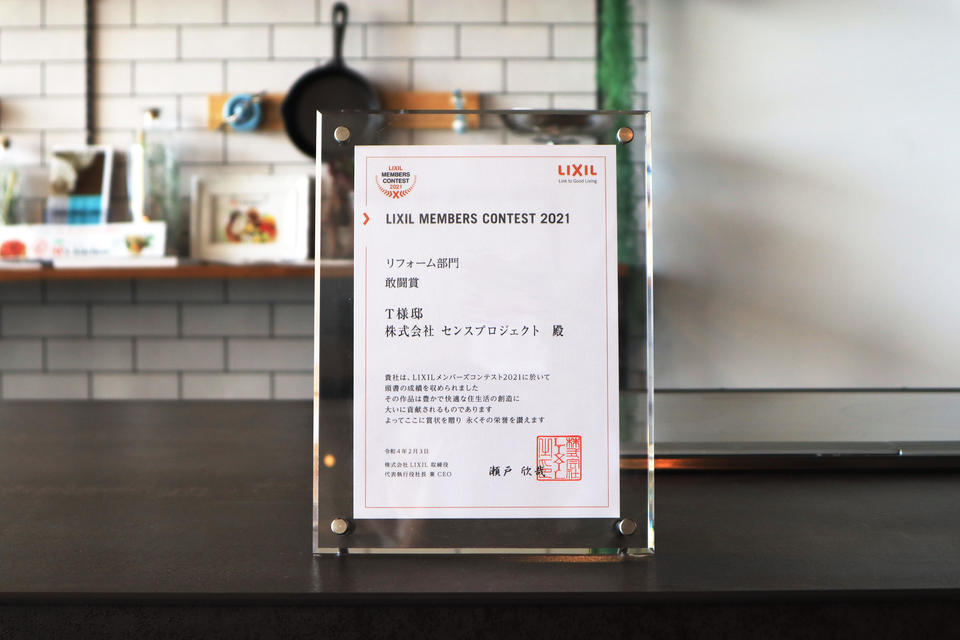 LIXIL
MEMBERS
CONTEST
2021
LIXIL
Link to Good Living
LIXIL MEMBERS CONTEST 2021
リフォーム部門
敢闘賞
T様邸
株式会社 センスプロジェクト 殿
貴社は、LIXILメンバーズコンテスト2021に於いて
頭書の成績を収められました
その作品は豊かで快適な住生活の創造に
大いに貢献されるものであります
よってここに賞状を贈り 永くその栄誉を讃えます
令和4年2月3日
株式会社 LIXIL 取締役
代表執行役社長 兼 CEO
瀬戸 欣哉